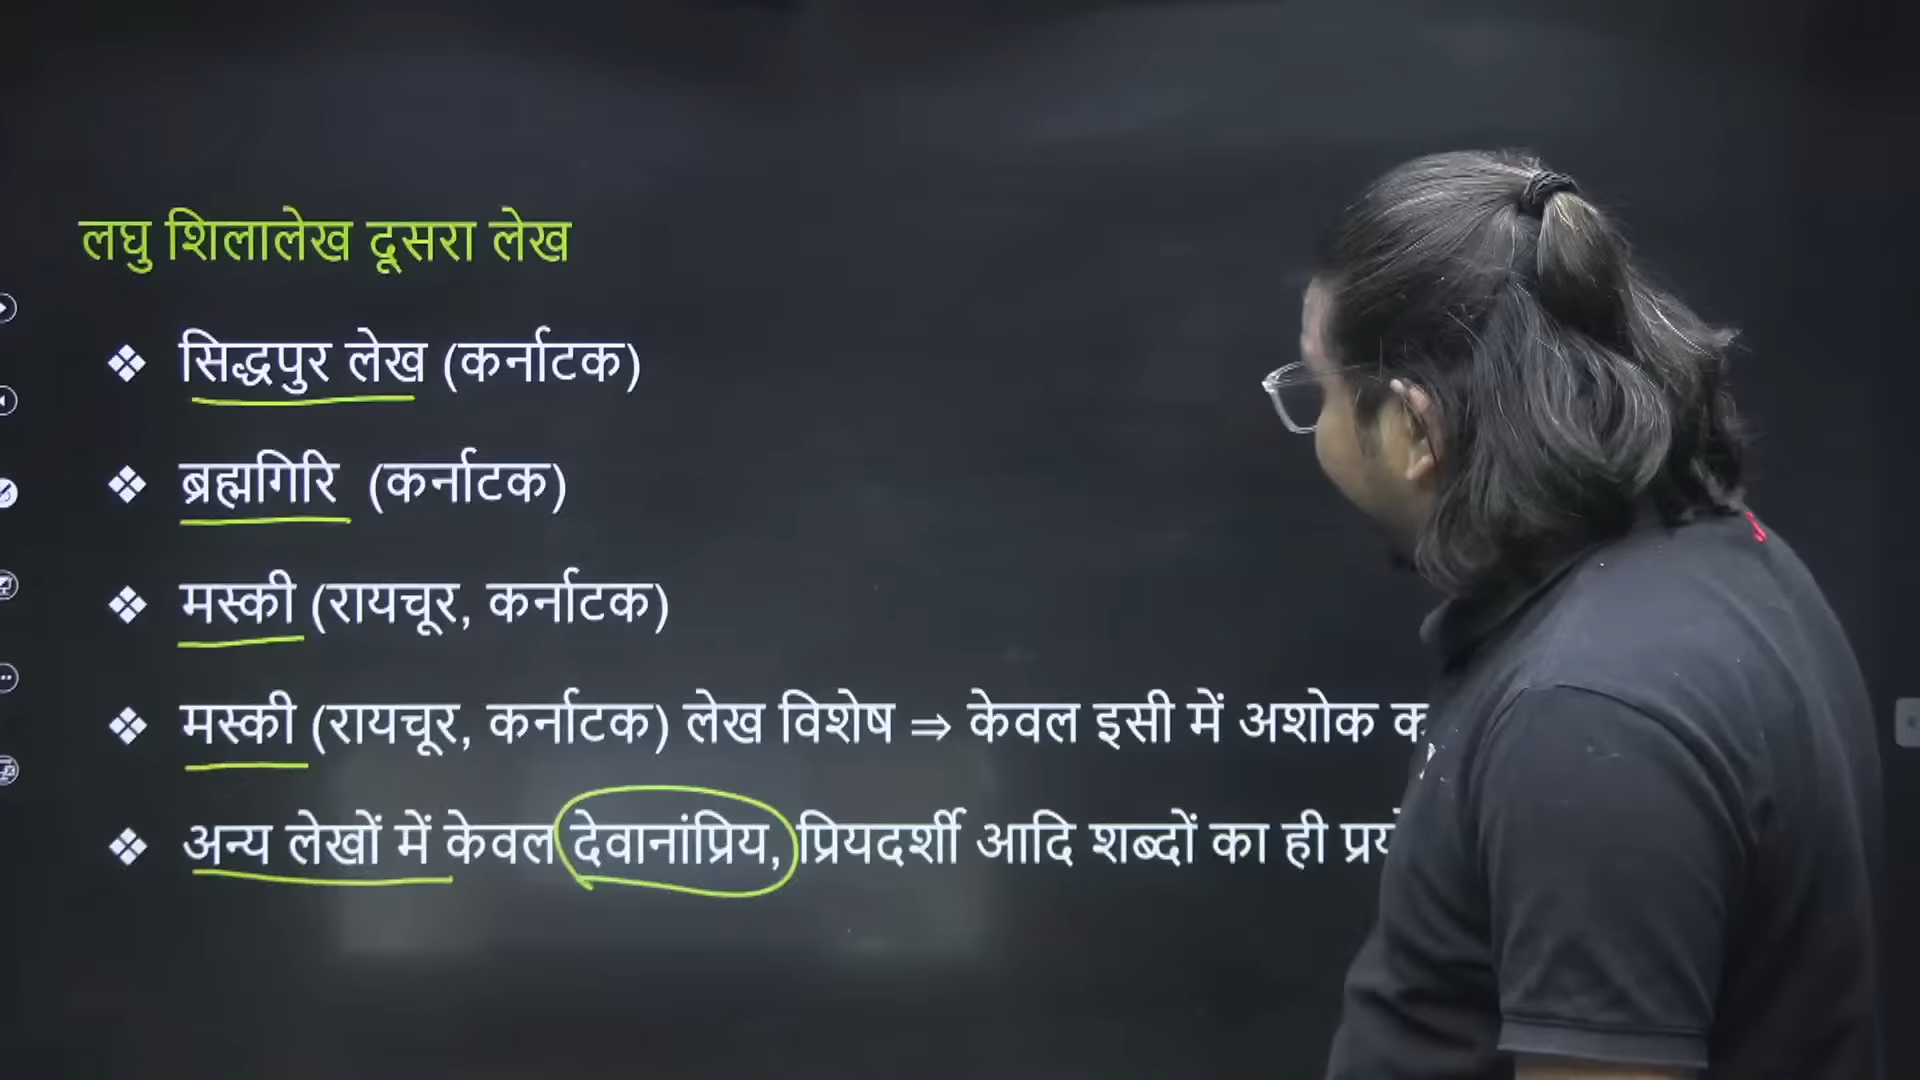 लघु शिलालेख दूसरा लेख
❖ सिद्धपुर लेख (कर्नाटक)
❖ ब्रह्मगिरि (कर्नाटक)
❖ मस्की (रायचूर, कर्नाटक)
❖ मस्की (रायचूर, कर्नाटक) लेख विशेष ⇒ केवल इसी में अशोक
❖ अन्य लेखों में केवल देवानांप्रिय, प्रियदर्शी आदि शब्दों का ही